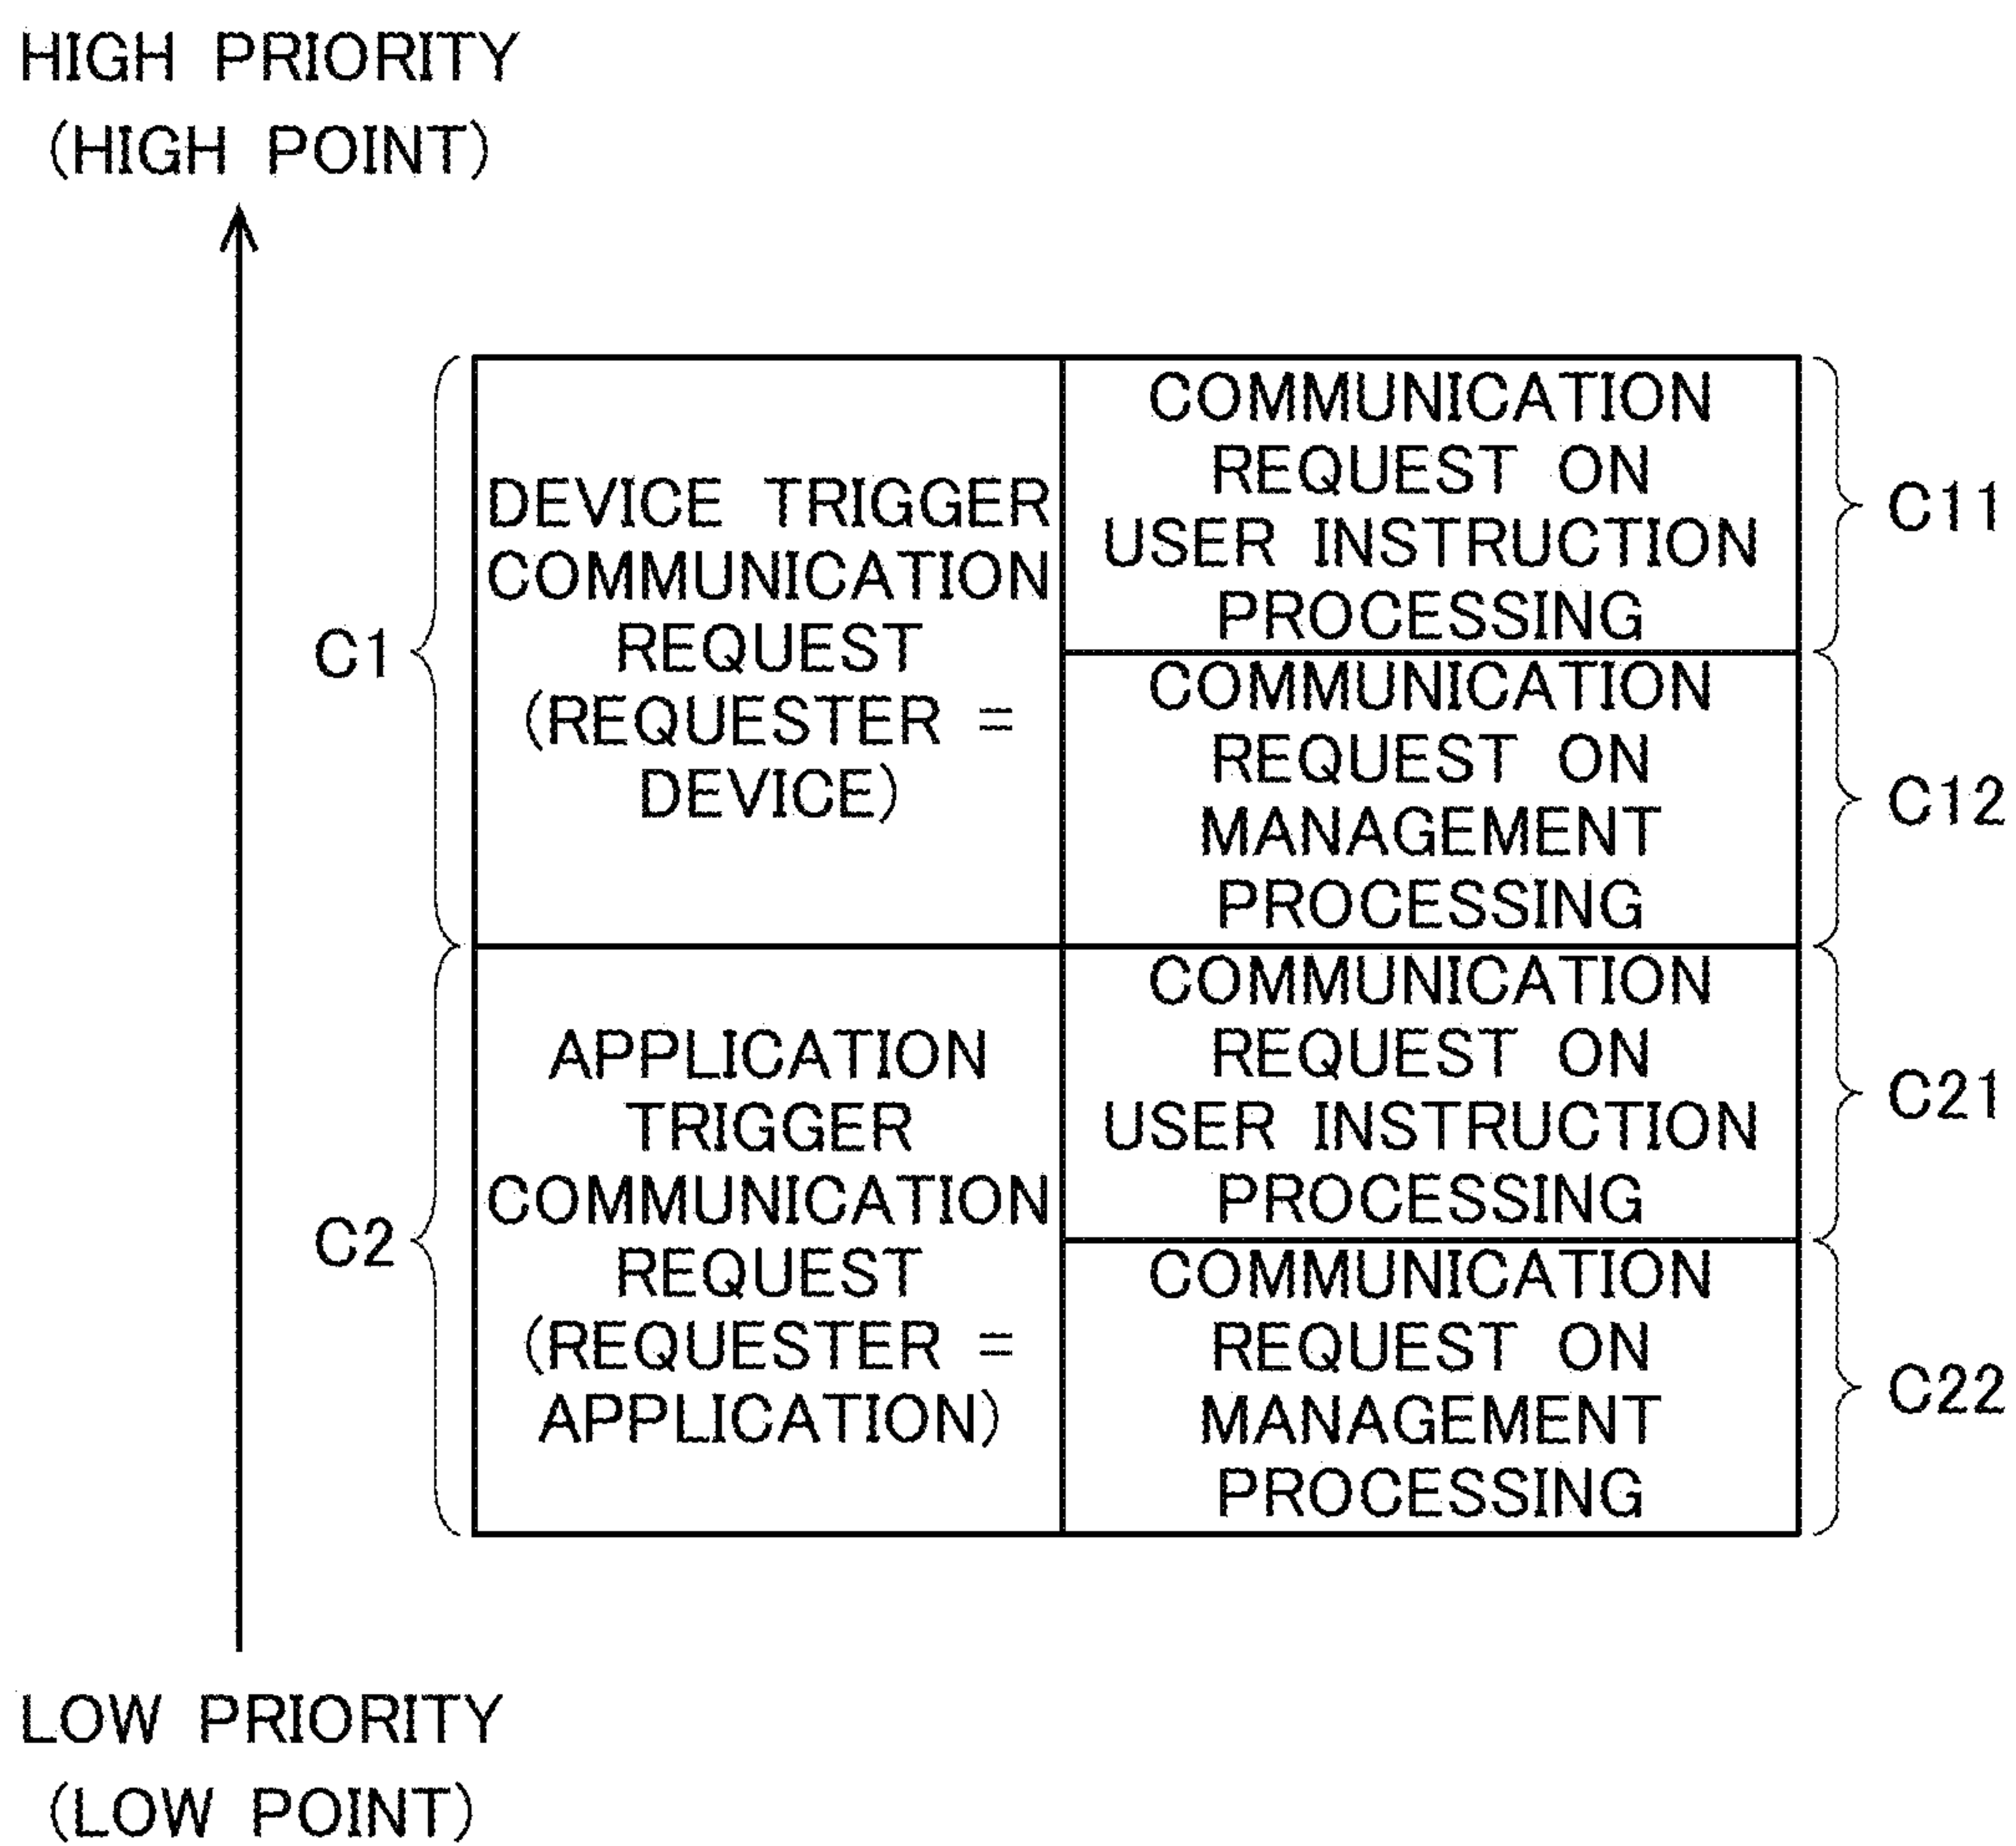 HIGH PRIORITY
(HIGH POINT)
C1
DEVICE TRIGGER
COMMUNICATION
REQUEST
(REQUESTER =
DEVICE)
COMMUNICATION
REQUEST ON
USER INSTRUCTION
PROCESSING
C11
COMMUNICATION
REQUEST ON
MANAGEMENT
PROCESSING
C12
C2
APPLICATION
TRIGGER
COMMUNICATION
REQUEST
(REQUESTER =
APPLICATION)
COMMUNICATION
REQUEST ON
USER INSTRUCTION
PROCESSING
C21
COMMUNICATION
REQUEST ON
MANAGEMENT
PROCESSING
C22
LOW PRIORITY
(LOW POINT)